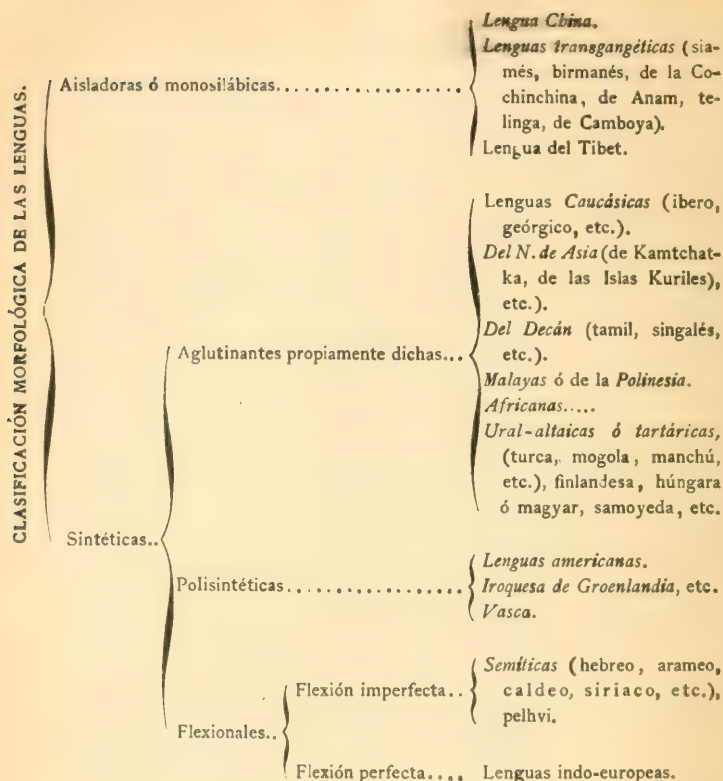 CLASIFICACIÓN MORFOLÓGICA DE LAS LENGUAS.
Aisladoras ó monosilábicas....................
Lengua China.
Lenguas transgangéticas (sia-
més, birmanés, de la Co-
chinchina, de Anam, te-
linga, de Camboya).
Lengua del Tibet.
Sintéticas..
Aglutinantes propiamente dichas...
Lenguas Caucásicas (ibero,
geórgico, etc.).
Del N. de Asia (de Kamtchat-
ka, de las Islas Kuriles),
etc.).
Del Decán (tamil, singalés,
etc.).
Malayas ó de la Polinesia.
Africanas.....
Ural-altaicas ó tartáricas,
(turca, mogola, manchú,
etc.), finlandesa, húngara
ó magyar, samoyeda, etc.
Polisintéticas..................
Lenguas americanas.
Iroquesa de Groenlandia, etc.
Vasca.
Flexionales..
Flexión imperfecta..
Semíticas (hebreo, arameo,
caldeo, siriaco, etc.),
pelhvi.
Flexión perfecta.... Lenguas indo-europeas.